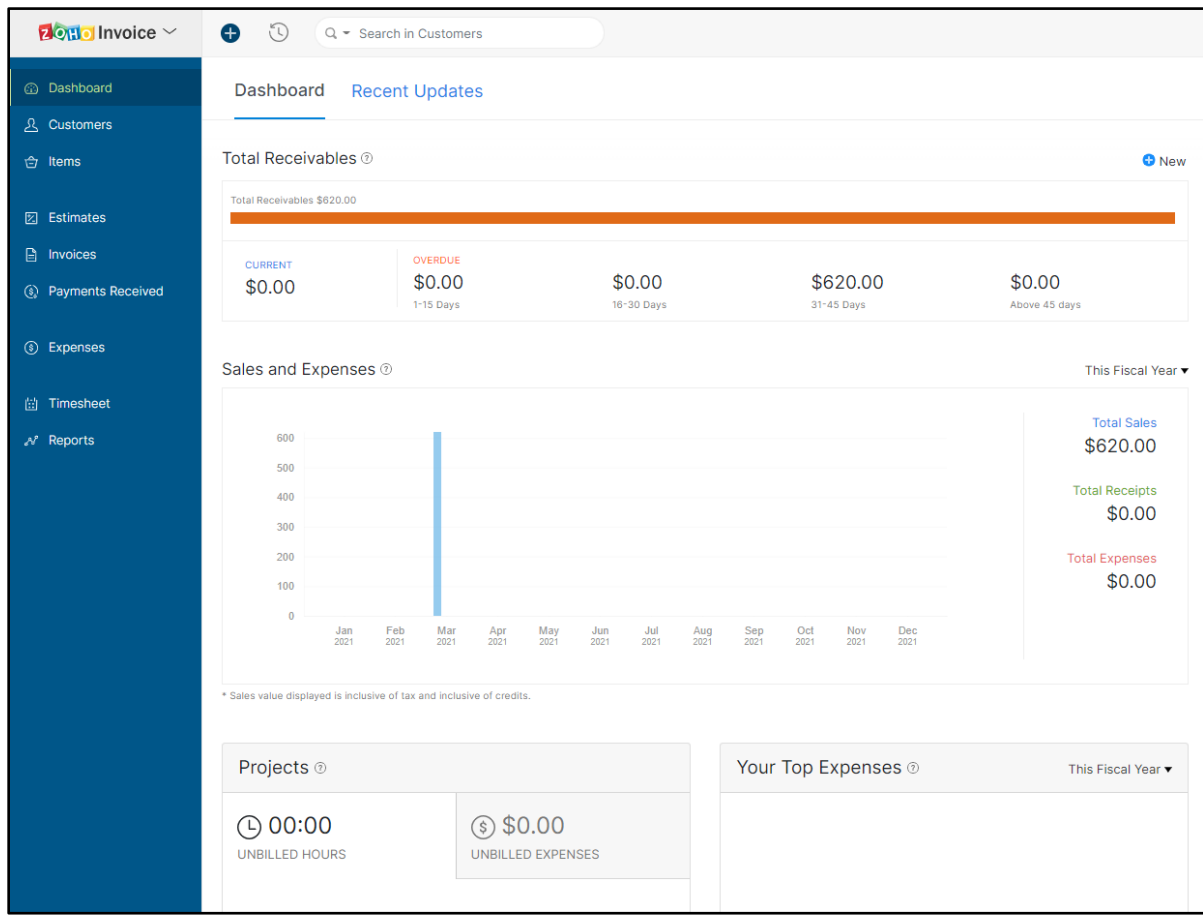 ZOHO Invoice
Search in Customers
Dashboard
Customers
Items
Estimates
Invoices
Payments Received
Expenses
Timesheet
Reports
Dashboard Recent Updates
Total Receivables
New
Total Receivables $620.00
CURRENT
$0.00
OVERDUE
$0.00 $0.00 $620.00 $0.00
1-15 Days 16-30 Days 31-45 Days Above 45 days
Sales and Expenses
This Fiscal Year
600
500
400
300
200
100
0
Jan Feb Mar Apr May Jun Jul Aug Sep Oct Nov Dec
2021 2021 2021 2021 2021 2021 2021 2021 2021 2021 2021 2021
Total Sales
$620.00
Total Receipts
$0.00
Total Expenses
$0.00
* Sales value displayed is inclusive of tax and inclusive of credits.
Projects
00:00
UNBILLED HOURS
$0.00
UNBILLED EXPENSES
Your Top Expenses
This Fiscal Year